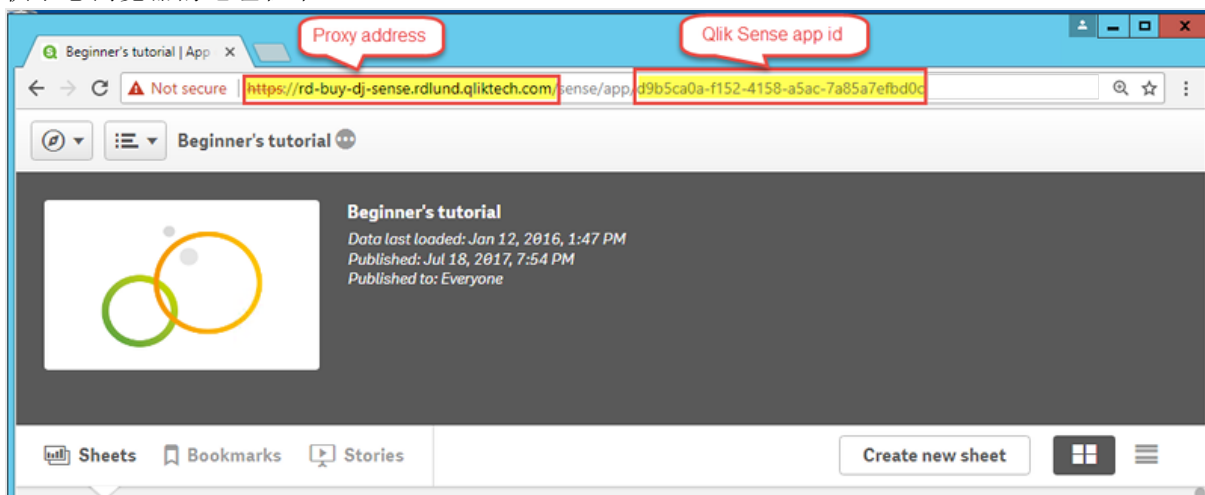 Proxy address
Qlik Sense app id
Beginner's tutorial | App
Not secure | https://rd-buy-dj-sense.rdlund.qliktech.com/sense/app/d9b5ca0a-f152-4158-a5ac-7a85a7efbd0c
Beginner's tutorial
Beginner's tutorial
Data last loaded: Jan 12, 2016, 1:47 PM
Published: Jul 18, 2017, 7:54 PM
Published to: Everyone
Sheets Bookmarks Stories Create new sheet